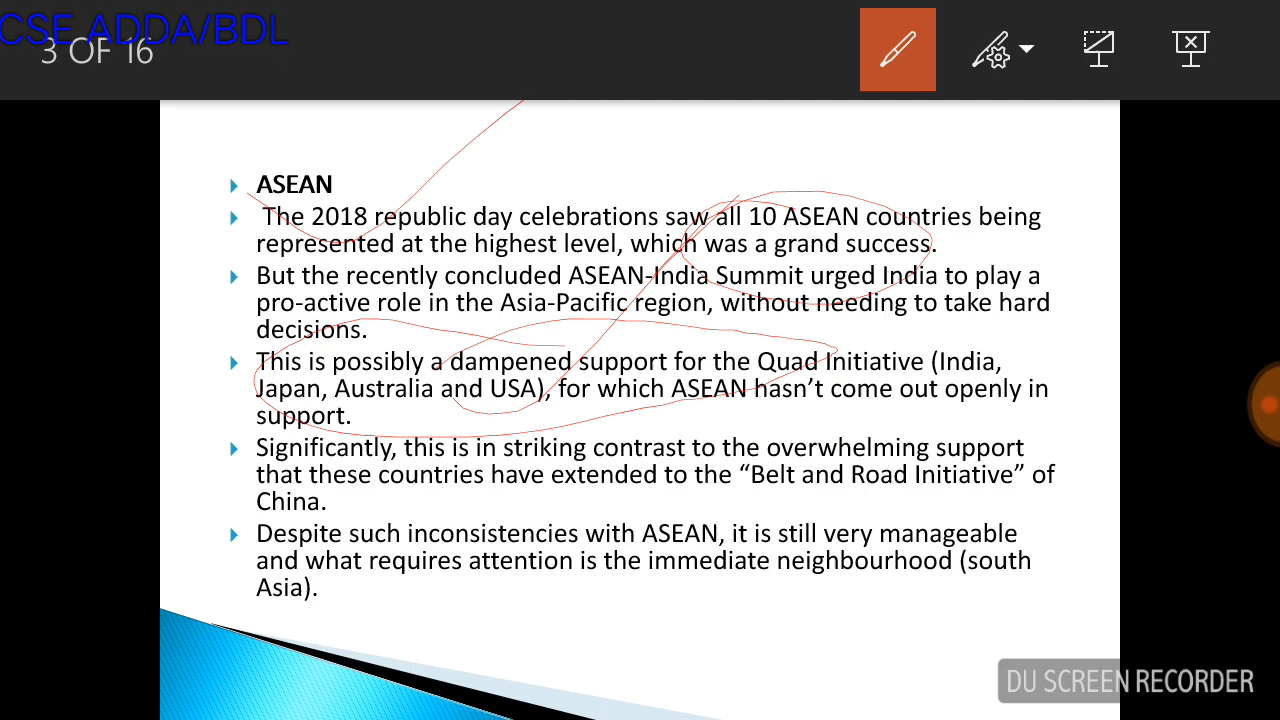 CSE ADDA/BDL
3 OF 16
ASEAN
The 2018 republic day celebrations saw all 10 ASEAN countries being
represented at the highest level, which was a grand success.
But the recently concluded ASEAN-India Summit urged India to play a
pro-active role in the Asia-Pacific region, without needing to take hard
decisions.
This is possibly a dampened support for the Quad Initiative (India,
Japan, Australia and USA), for which ASEAN hasn’t come out openly in
support.
Significantly, this is in striking contrast to the overwhelming support
that these countries have extended to the “Belt and Road Initiative” of
China.
Despite such inconsistencies with ASEAN, it is still very manageable
and what requires attention is the immediate neighbourhood (south
Asia).
DU SCREEN RECORDER